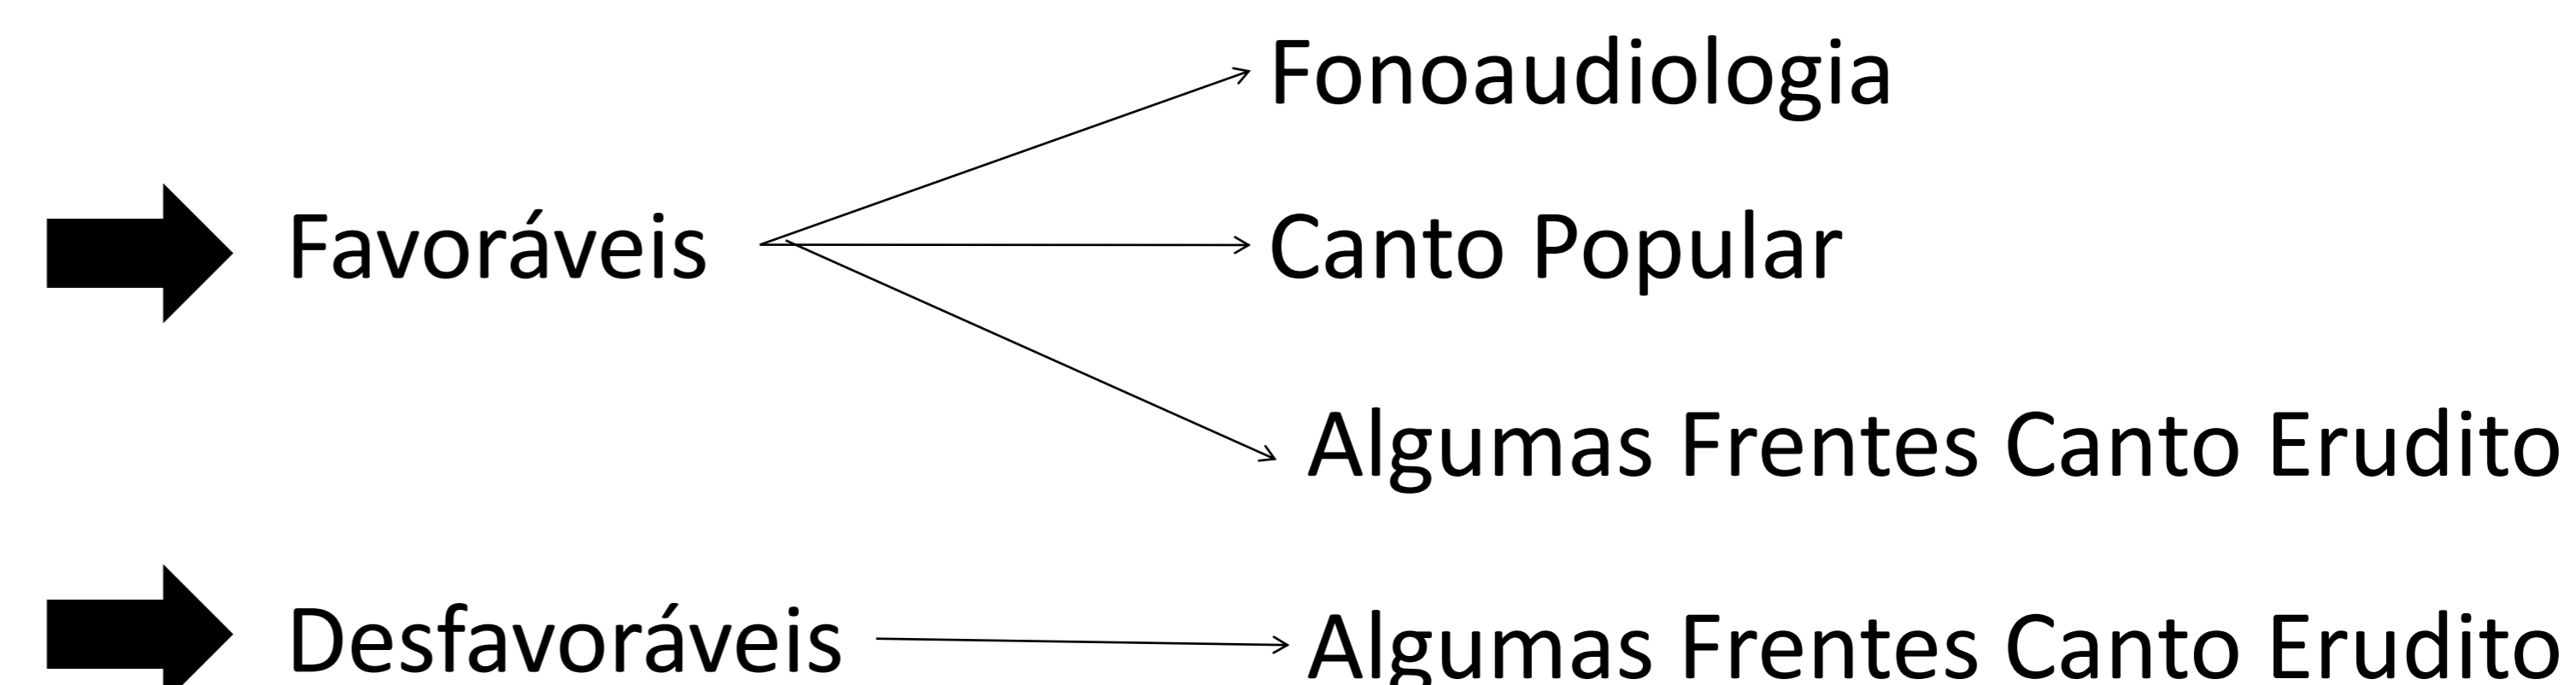 Fonoaudiologia
Favoráveis
Canto Popular
Algumas Frentes Canto Erudito
Desfavoráveis
Algumas Frentes Canto Erudito